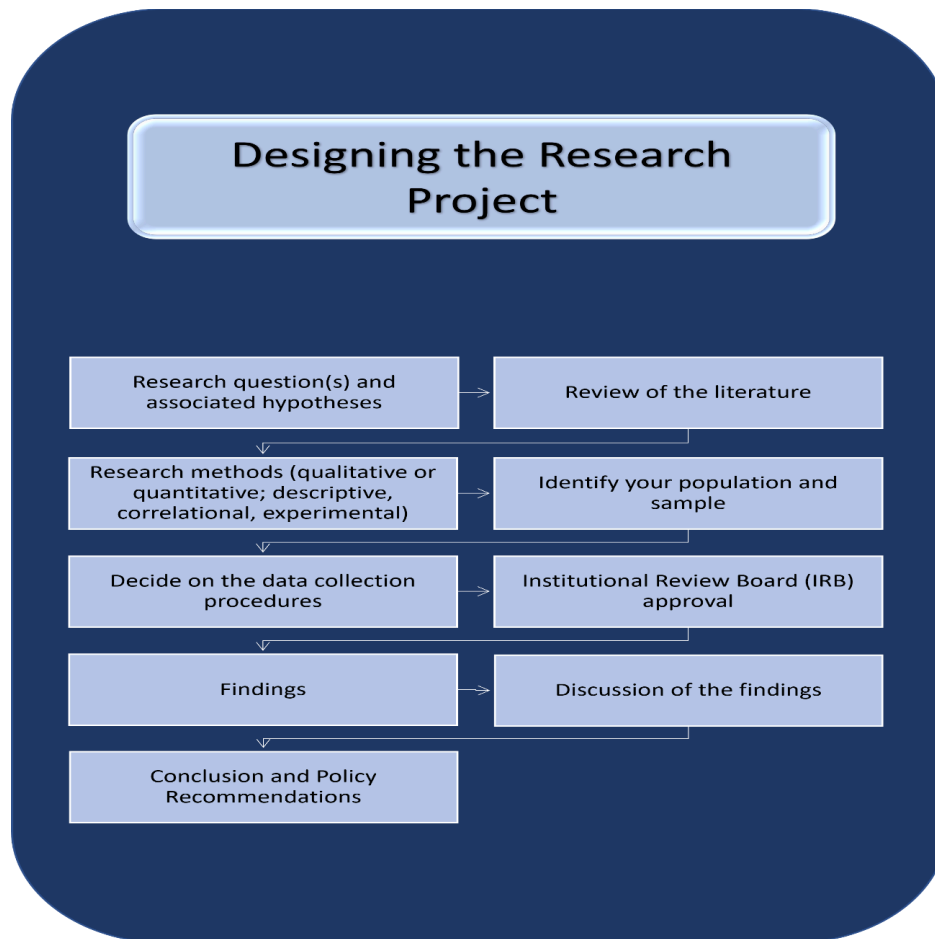 Designing the Research
Project
Research question(s) and
associated hypotheses
Review of the literature
Research methods (qualitative or
quantitative; descriptive,
correlational, experimental)
Identify your population and
sample
Decide on the data collection
procedures
Institutional Review Board (IRB)
approval
Findings
Discussion of the findings
Conclusion and Policy
Recommendations